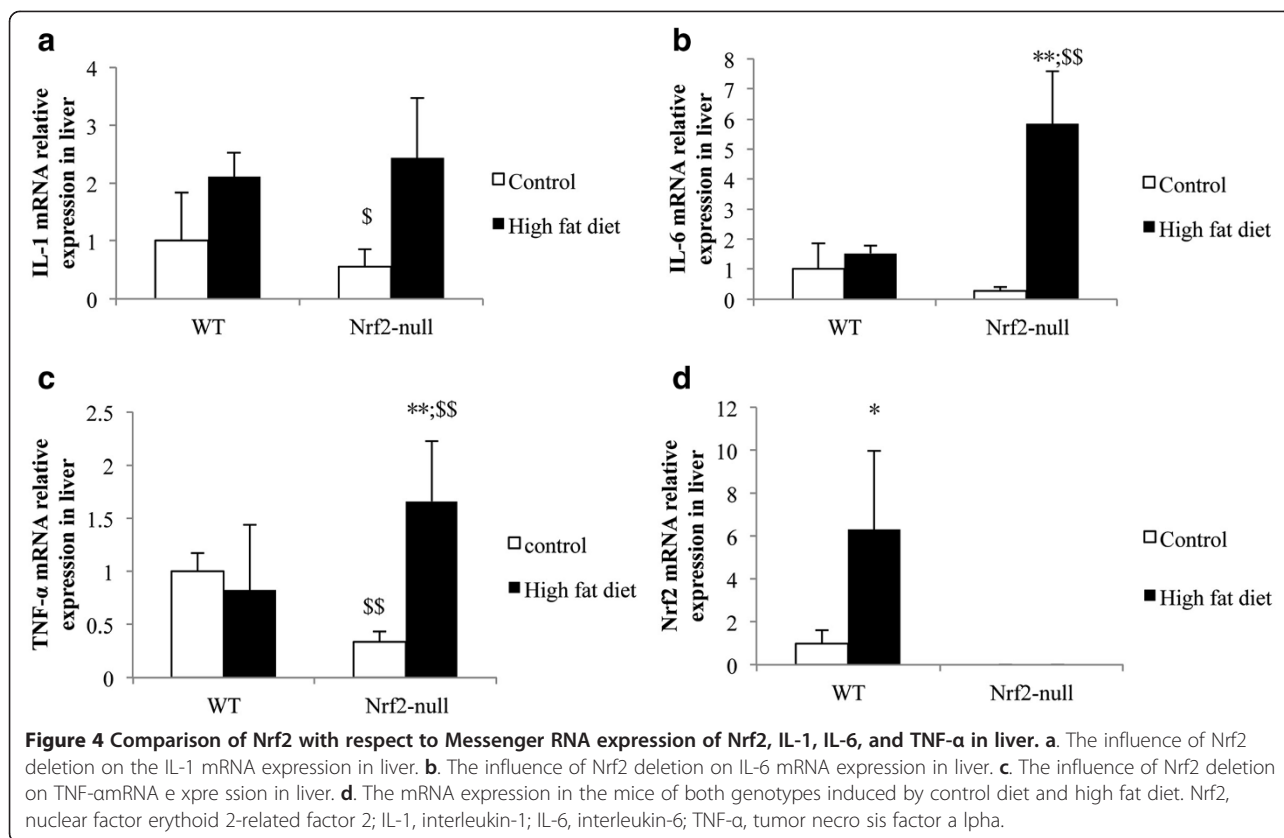 a
IL-1 mRNA relative
expression in liver
4
3
2
1
0
$
WT
Nrf2-null
Control
High fat diet
b
IL-6 mRNA relative
expression in liver
8
7
6
5
4
3
2
1
0
**;$$
WT
Nrf2-null
Control
High fat diet
c
TNF-α mRNA relative
expression in liver
2.5
2
1.5
1
0.5
0
$$
**;$$
WT
Nrf2-null
control
High fat diet
d
Nrf2 mRNA relative
expression in liver
12
10
8
6
4
2
0
*
WT
Nrf2-null
Control
High fat diet
Figure 4 Comparison of Nrf2 with respect to Messenger RNA expression of Nrf2, IL-1, IL-6, and TNF-α in liver. a. The influence of Nrf2
deletion on the IL-1 mRNA expression in liver. b. The influence of Nrf2 deletion on IL-6 mRNA expression in liver. c. The influence of Nrf2 deletion
on TNF-αmRNA e xpre ssion in liver. d. The mRNA expression in the mice of both genotypes induced by control diet and high fat diet. Nrf2,
nuclear factor erythoid 2-related factor 2; IL-1, interleukin-1; IL-6, interleukin-6; TNF-α, tumor necro sis factor a lpha.